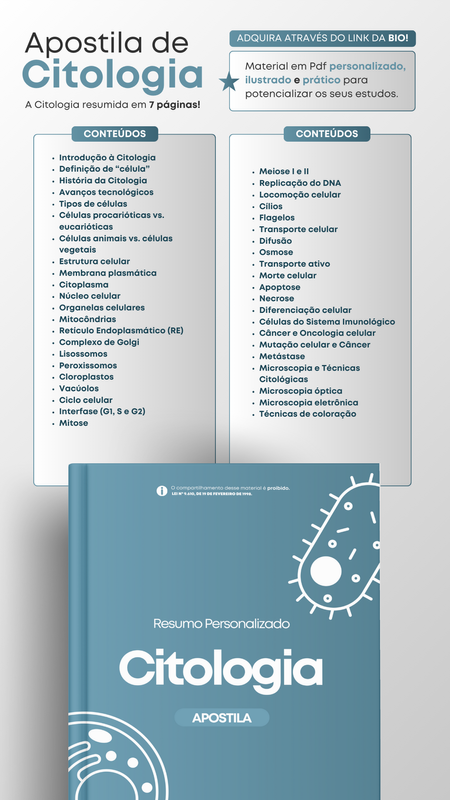 Apostila de
Citologia
A Citologia resumida em 7 páginas!
ADQUIRA ATRAVÉS DO LINK DA BIO!
Material em Pdf personalizado,
ilustrado e prático para
potencializar os seus estudos.
CONTEÚDOS
• Introdução à Citologia
• Definição de “célula”
• História da Citologia
• Avanços tecnológicos
• Tipos de células
• Células procarióticas vs.
eucarióticas
• Células animais vs. células
vegetais
• Estrutura celular
• Membrana plasmática
• Citoplasma
• Núcleo celular
• Organelas celulares
• Mitocôndrias
• Retículo Endoplasmático (RE)
• Complexo de Golgi
• Lisossomos
• Peroxissomos
• Cloroplastos
• Vacúolos
• Ciclo celular
• Interfase (G1, S e G2)
• Mitose
CONTEÚDOS
• Meiose I e II
• Replicação do DNA
• Locomoção celular
• Cílios
• Flagelos
• Transporte celular
• Difusão
• Osmose
• Transporte ativo
• Morte celular
• Apoptose
• Necrose
• Diferenciação celular
• Células do Sistema Imunológico
• Câncer e Oncologia celular
• Mutação celular e Câncer
• Metástase
• Microscopia e Técnicas
Citológicas
• Microscopia óptica
• Microscopia eletrônica
• Técnicas de coloração
O compartilhamento desse material é proibido.
LEI Nº 9.610, DE 19 DE FEVEREIRO DE 1998.
Resumo Personalizado
Citologia
APOSTILA